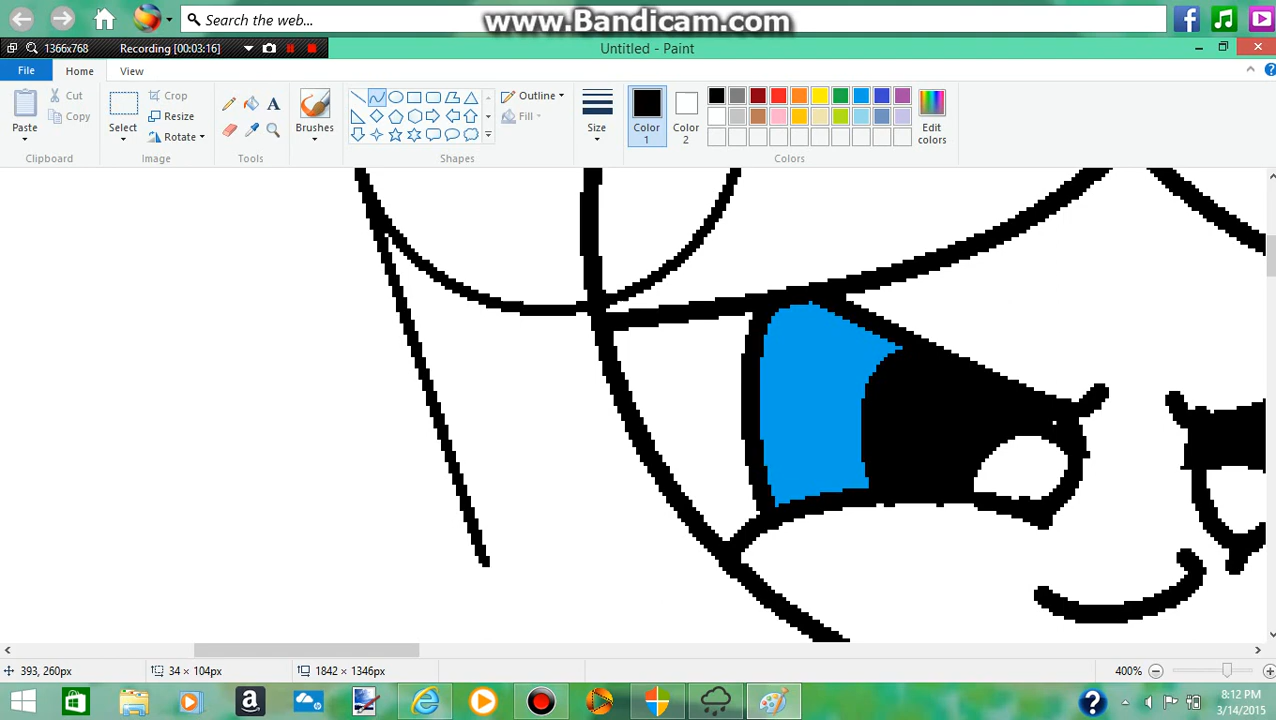 Search the web...
www.Bandicam.com
1366x768
Recording [00:03:16]
Untitled - Paint
File
Home
View
Paste
Cut
Copy
Clipboard
Select
Crop
Resize
Rotate
Image
A
Tools
Brushes
Outline
Fill
Shapes
Size
Color
1
Color
2
Edit
colors
Colors
393, 260px
34 × 104px
1842 × 1346px
400%
8:12 PM
3/14/2015